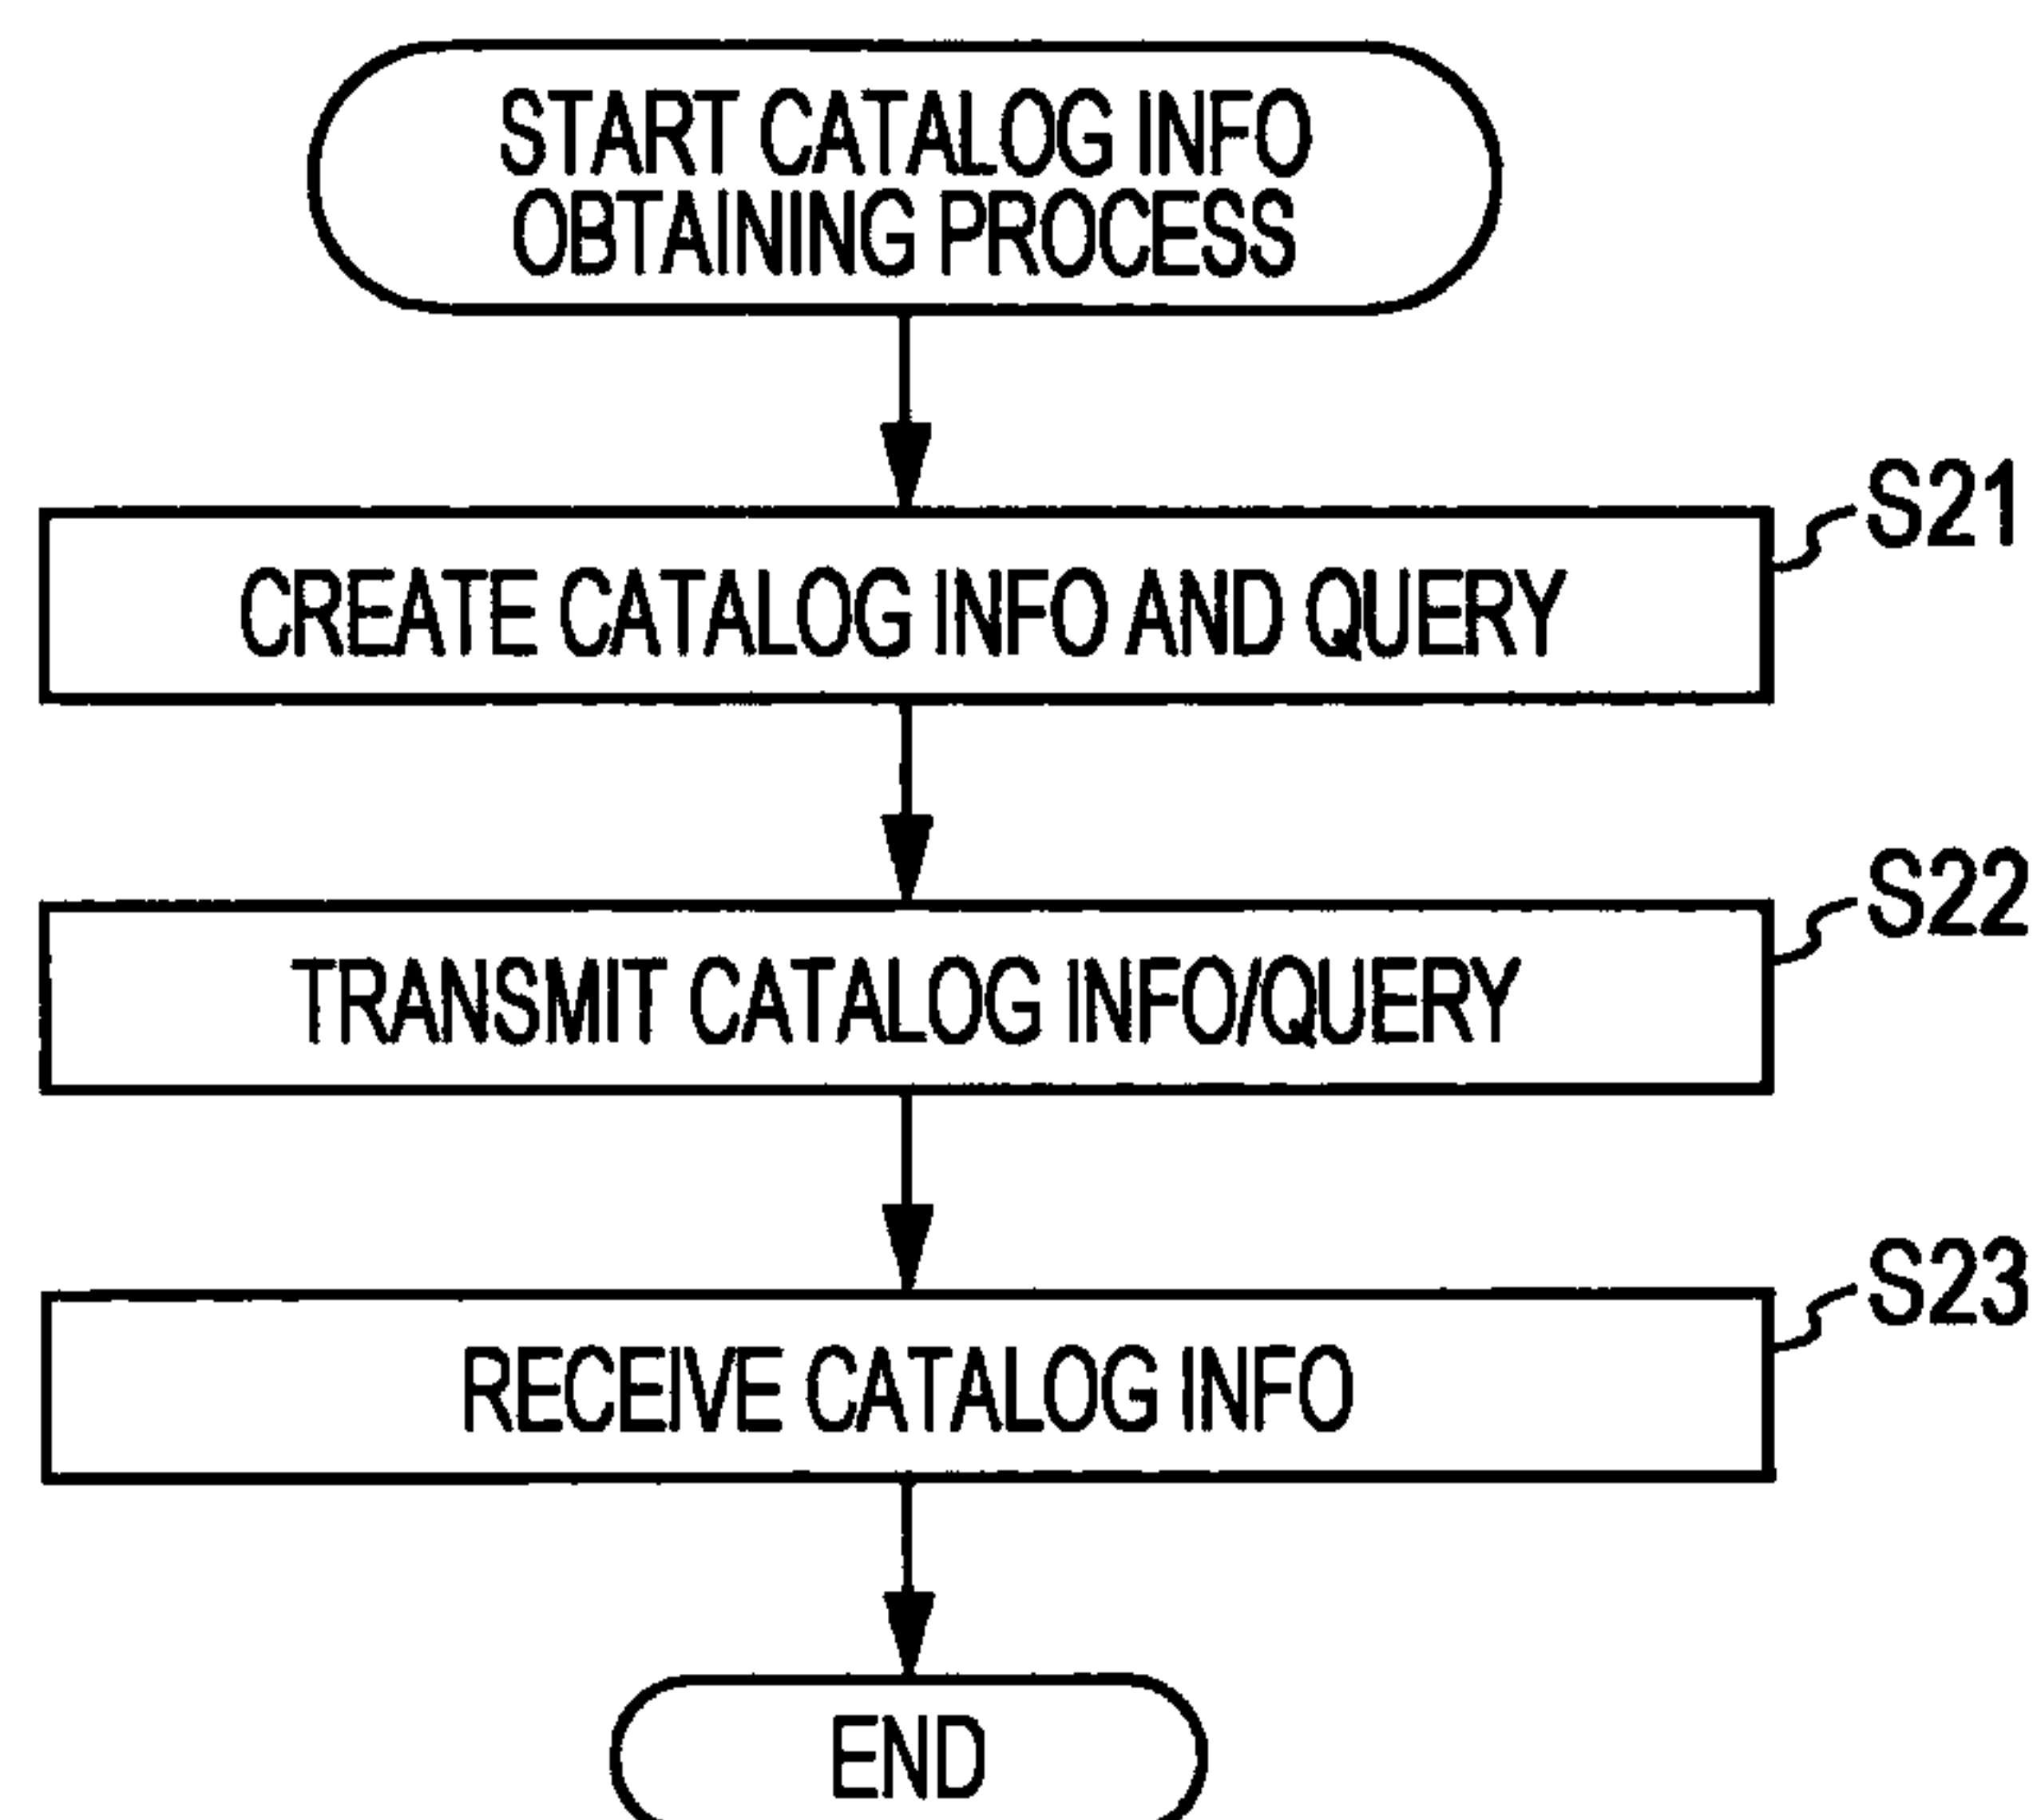 START CATALOG INFO
OBTAINING PROCESS
S21
CREATE CATALOG INFO AND QUERY
S22
TRANSMIT CATALOG INFO/QUERY
S23
RECEIVE CATALOG INFO
END